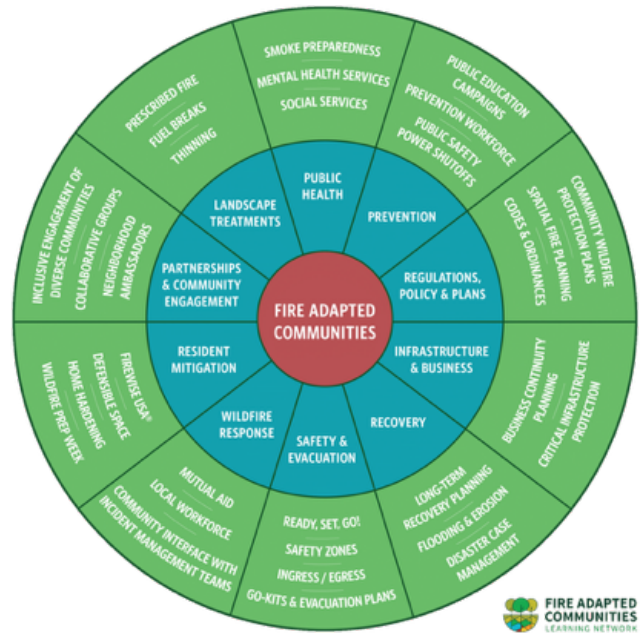 FIRE ADAPTED
COMMUNITIES
PUBLIC
HEALTH
SMOKE PREPAREDNESS
MENTAL HEALTH SERVICES
SOCIAL SERVICES
PREVENTION
PUBLIC EDUCATION
CAMPAIGNS
PREVENTION WORKFORCE
PUBLIC SAFETY
POWER SHUTOFFS
REGULATIONS,
POLICY & PLANS
COMMUNITY WILDFIRE
PROTECTION PLANS
SPATIAL FIRE PLANNING
CODES & ORDINANCES
INFRASTRUCTURE
& BUSINESS
BUSINESS CONTINUITY
PLANNING
CRITICAL INFRASTRUCTURE
PROTECTION
RECOVERY
LONG-TERM
RECOVERY PLANNING
FLOODING & EROSION
DISASTER CASE
MANAGEMENT
SAFETY &
EVACUATION
READY, SET, GO!
SAFETY ZONES
INGRESS / EGRESS
GO-KITS & EVACUATION PLANS
WILDFIRE
RESPONSE
MUTUAL AID
LOCAL WORKFORCE
COMMUNITY INTERFACE WITH
INCIDENT MANAGEMENT TEAMS
RESIDENT
MITIGATION
FIREWISE USA®
DEFENSIBLE SPACE
HOME HARDENING
WILDFIRE PREP WEEK
PARTNERSHIPS
& COMMUNITY
ENGAGEMENT
INCLUSIVE ENGAGEMENT OF
DIVERSE COMMUNITIES
COLLABORATIVE GROUPS
NEIGHBORHOOD
AMBASSADORS
LANDSCAPE
TREATMENTS
PRESCRIBED FIRE
FUEL BREAKS
THINNING
FIRE ADAPTED
COMMUNITIES
LEARNING NETWORK